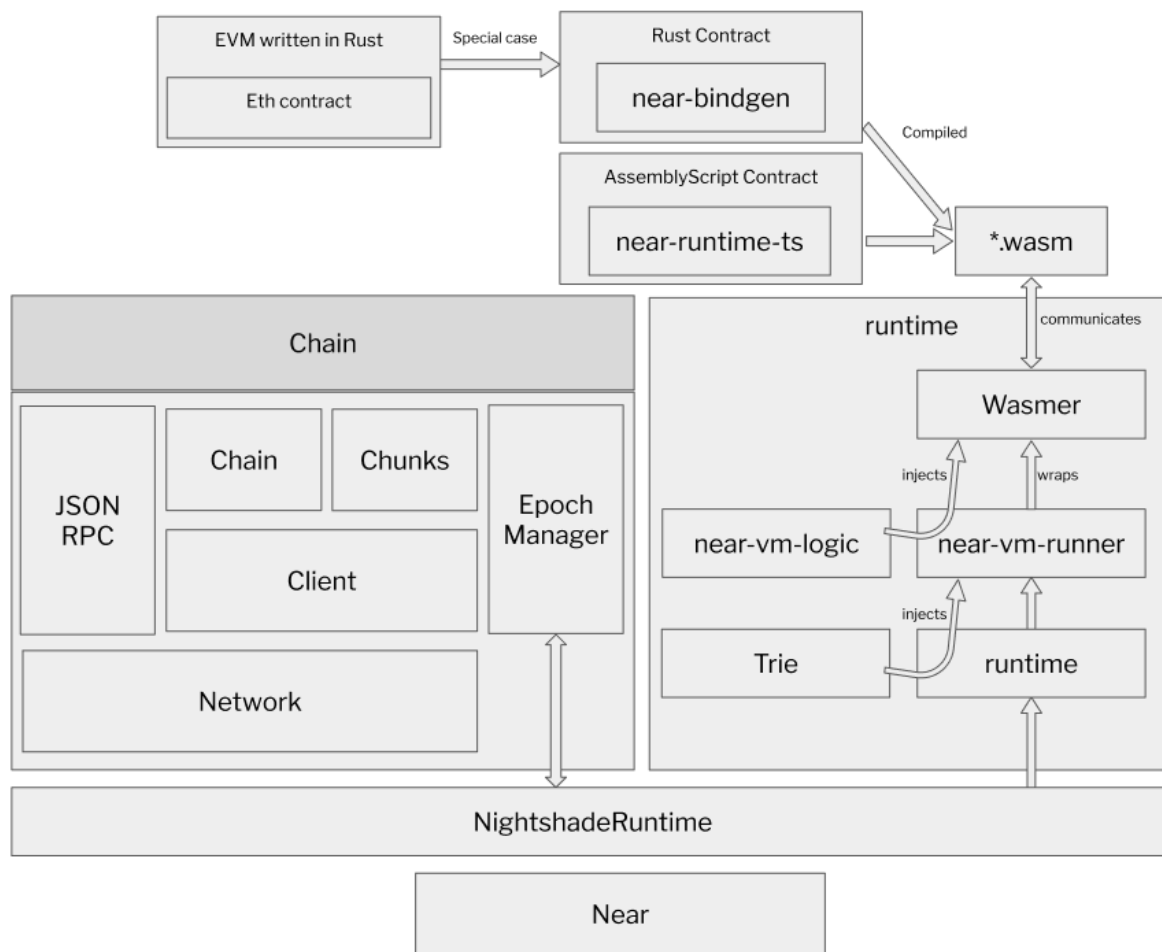 EVM written in Rust
Eth contract
Special case
Rust Contract
near-bindgen
Compiled
AssemblyScript Contract
near-runtime-ts
*.wasm
Chain
JSON
RPC
Chain
Chunks
Epoch
Manager
Client
Network
runtime
communicates
Wasmer
injects
wraps
near-vm-logic
near-vm-runner
injects
Trie
runtime
NightshadeRuntime
Near